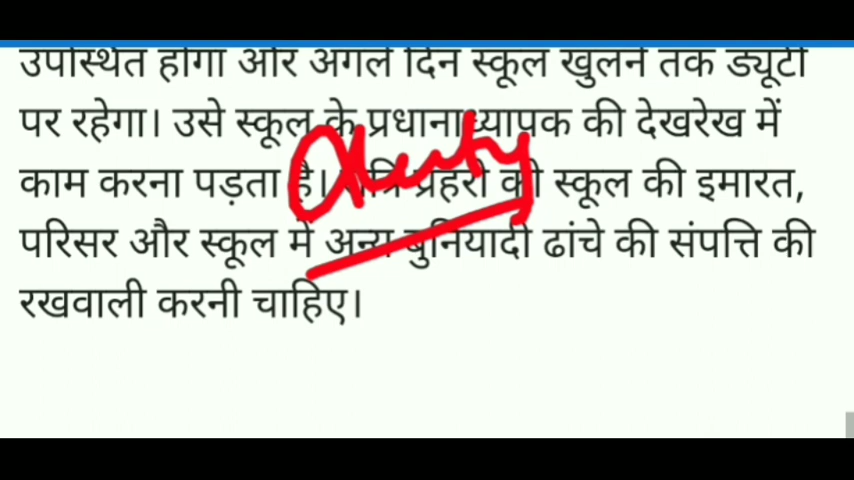 उपस्थित होगा और अगले दिन स्कूल खुलने तक ड्यूटी
पर रहेगा। उसे स्कूल के प्रधानाध्यापक की देखरेख में
काम करना पड़ता है। रात्रि प्रहरी को स्कूल की इमारत,
परिसर और स्कूल में अन्य बुनियादी ढांचे की संपत्ति की
रखवाली करनी चाहिए।